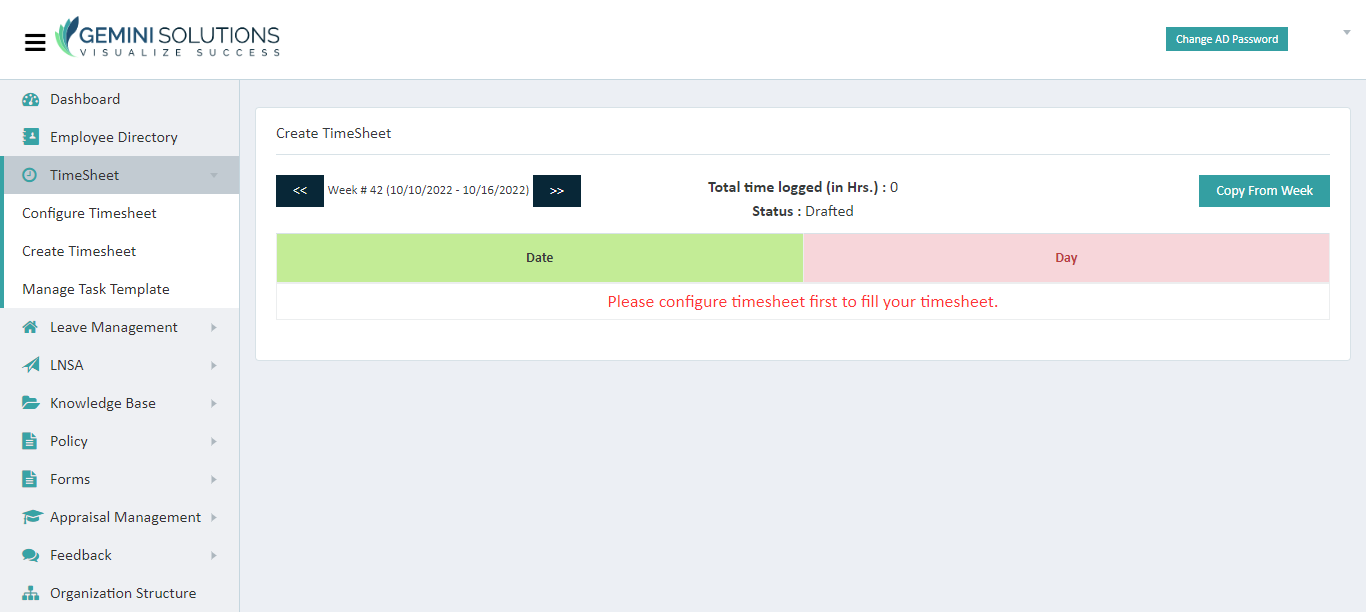 GEMINI SOLUTIONS
VISUALIZE SUCCESS
Change AD Password
Dashboard
Employee Directory
TimeSheet
Configure Timesheet
Create Timesheet
Manage Task Template
Leave Management
LNSA
Knowledge Base
Policy
Forms
Appraisal Management
Feedback
Organization Structure
Create TimeSheet
<< Week # 42 (10/10/2022 - 10/16/2022) >>
Total time logged (in Hrs.) : 0
Status : Drafted
Copy From Week
Date Day
Please configure timesheet first to fill your timesheet.